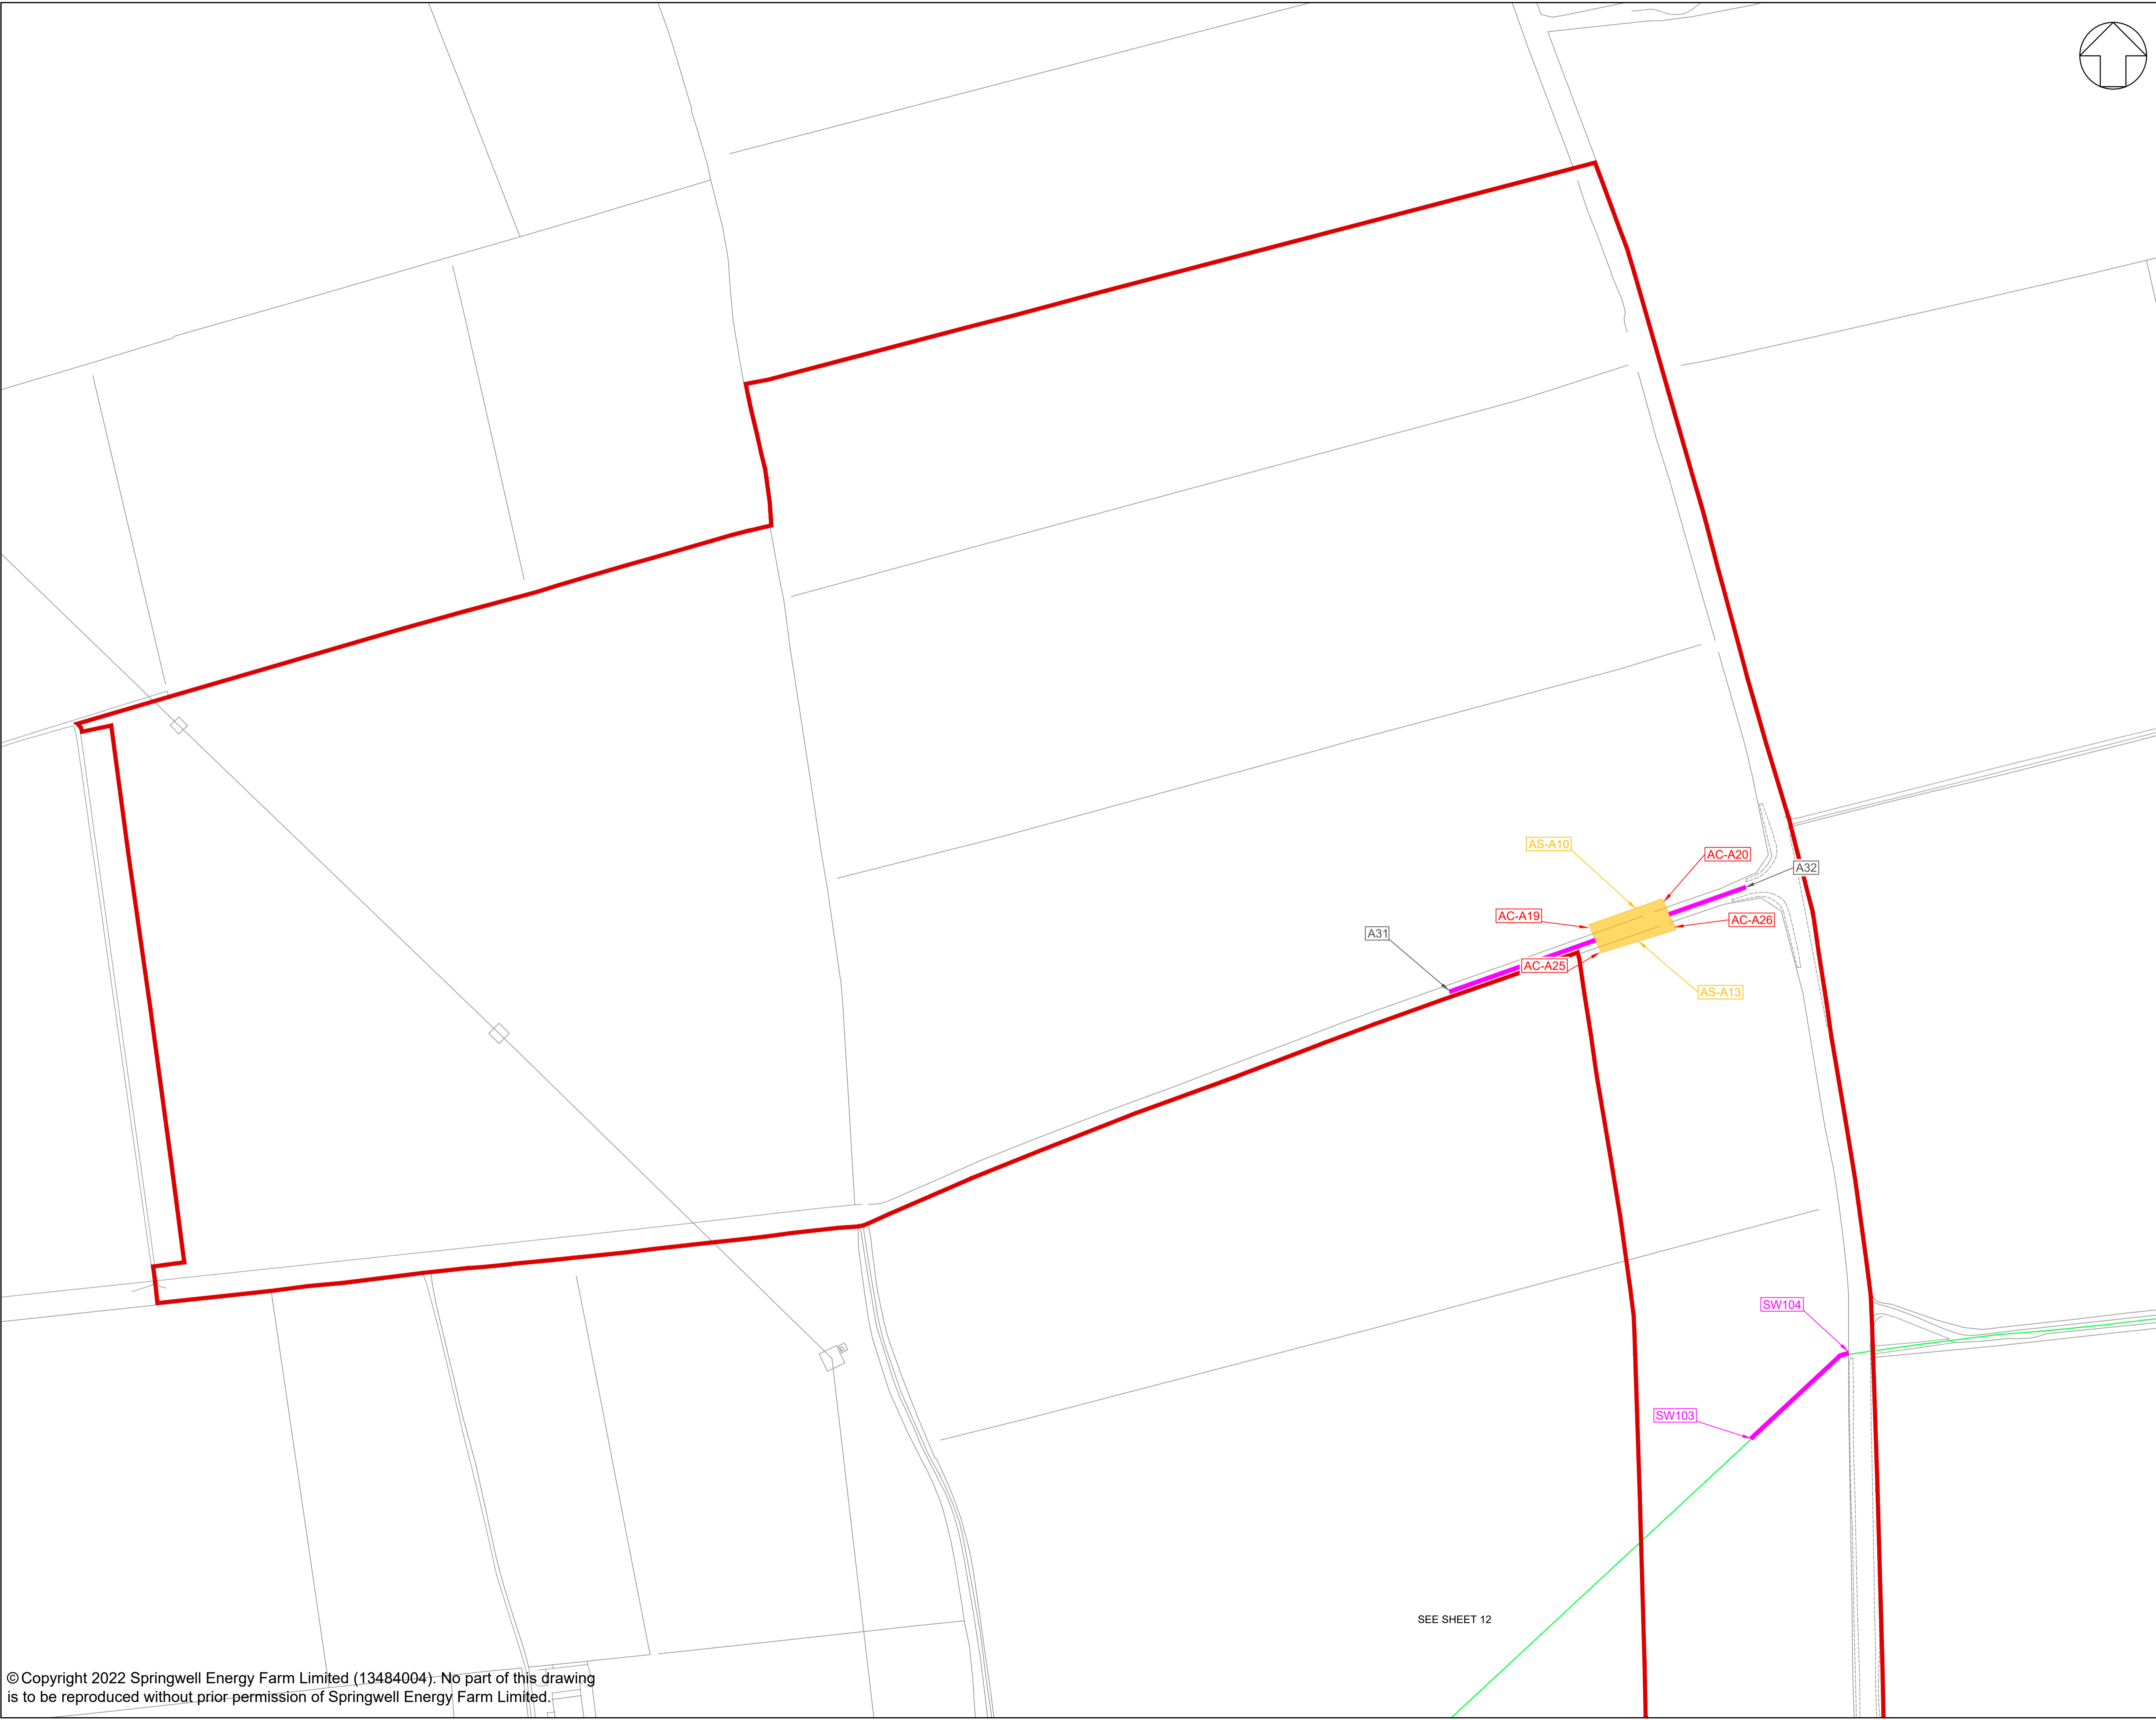 AS-A10
AC-A20
A32
AC-A19
AC-A26
A31
AC-A25
AS-A13
SW104
SW103
SEE SHEET 12
© Copyright 2022 Springwell Energy Farm Limited (13484004). No part of this drawing
is to be reproduced without prior permission of Springwell Energy Farm Limited.